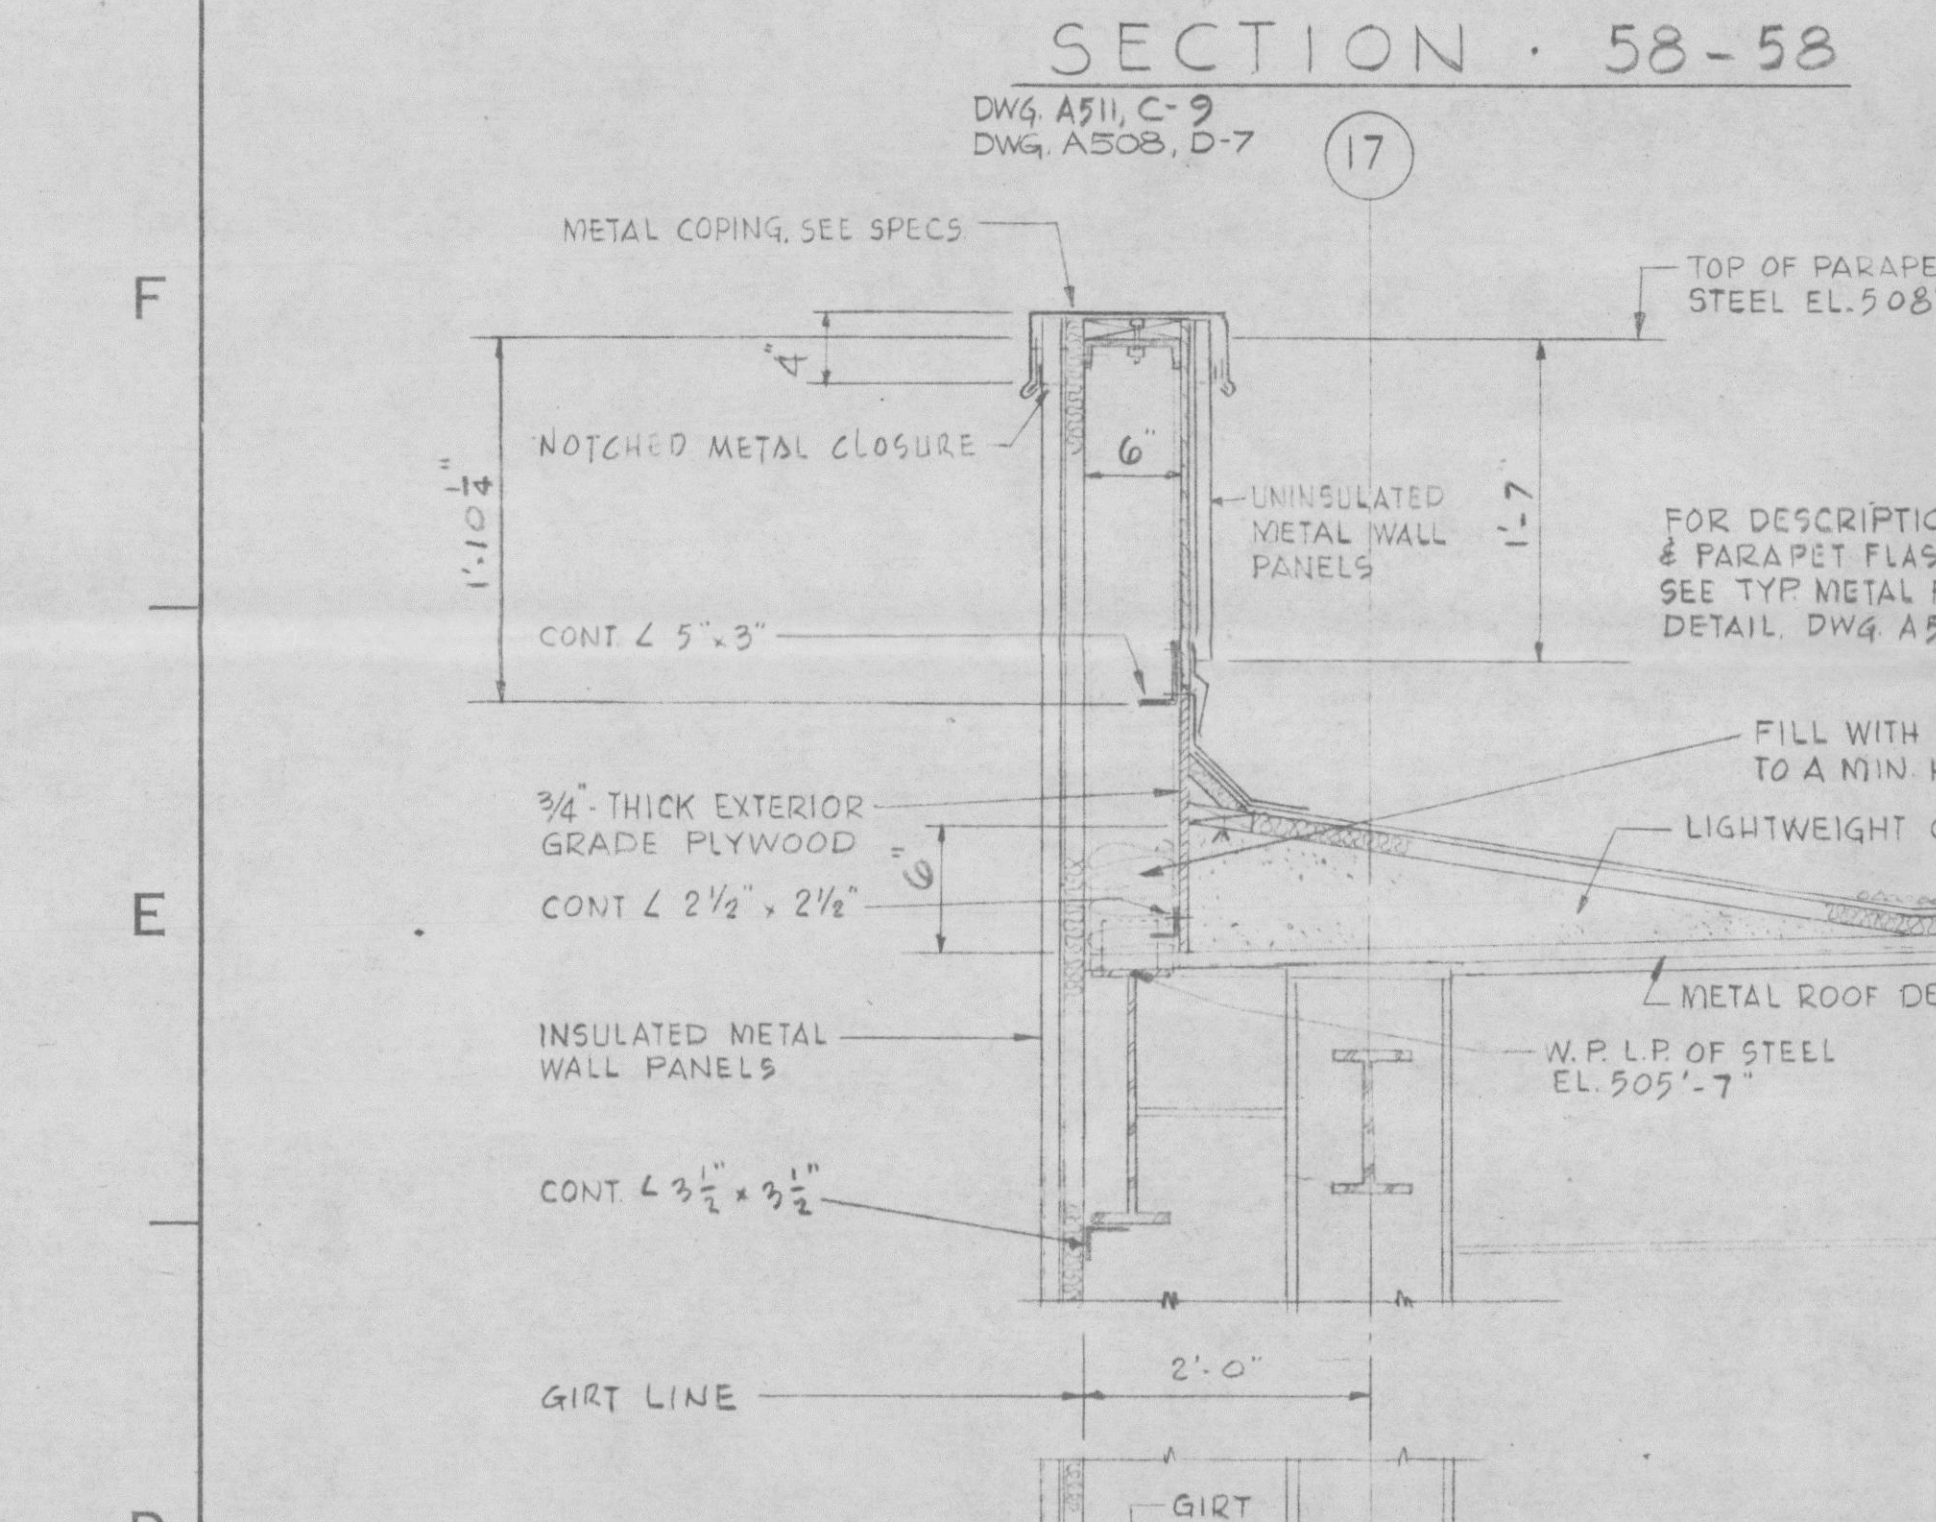 SECTION · 58-58
DWG. A511, C-9
DWG. A508, D-7
17
METAL COPING, SEE SPECS.
TOP OF PARAPE
STEEL EL. 508'
F
4"
NOTCHED METAL CLOSURE
6"
1'-10 1/4"
UNINSULATED
METAL WALL
PANELS
1'-7"
FOR DESCRIPTIO
& PARAPET FLAS
SEE TYP. METAL
DETAIL, DWG. A5
CONT. ∠ 5" x 3"
FILL WITH
TO A MIN.
3/4"-THICK EXTERIOR
GRADE PLYWOOD
LIGHTWEIGHT
6"
E
CONT ∠ 2 1/2" x 2 1/2"
METAL ROOF DE
INSULATED METAL
WALL PANELS
W.P. L.P. OF STEEL
EL. 505'-7"
CONT. ∠ 3 1/2" x 3 1/2"
2'-0"
GIRT LINE
GIRT